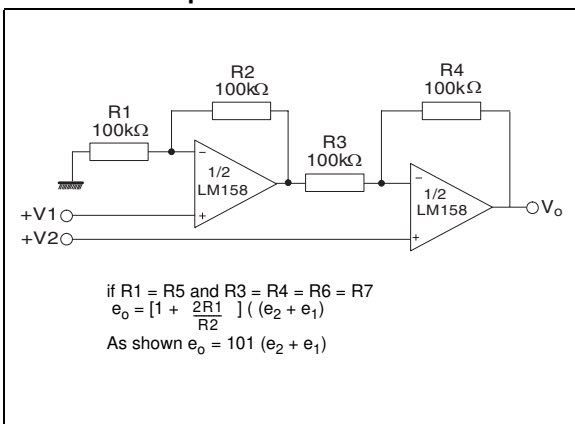 R2
100kΩ
R4
100kΩ
R1
100kΩ
R3
100kΩ
1/2
LM158
1/2
LM158
+V1
+V2
Vo
if R1 = R5 and R3 = R4 = R6 = R7
eo = [1 + 2R1/R2 ] ( (e2 + e1)
As shown eo = 101 (e2 + e1)